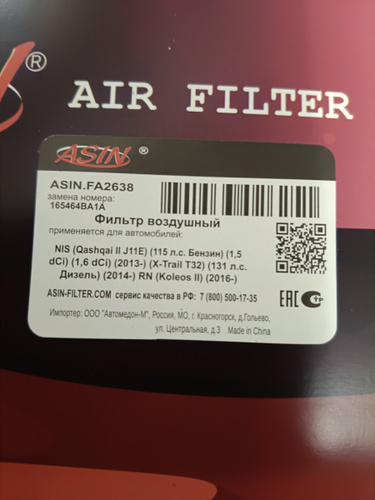 ®
AIR FILTER
ASIN ®
ASIN.FA2638
замена номера:
165464BA1A
Фильтр воздушный
применяется для автомобилей:
NIS (Qashqai II J11E) (115 л.с. Бензин) (1,5
dCi) (1,6 dCi) (2013-) (X-Trail T32) (131 л.с.
Дизель) (2014-) RN (Koleos II) (2016-)
ASIN-FILTER.COM сервис качества в РФ: 7 (800) 500-17-35
EAC
Импортер: ООО "Автомедон-М", Россия, МО, г. Красногорск, д.Гольево,
ул. Центральная, д.3 Made in China